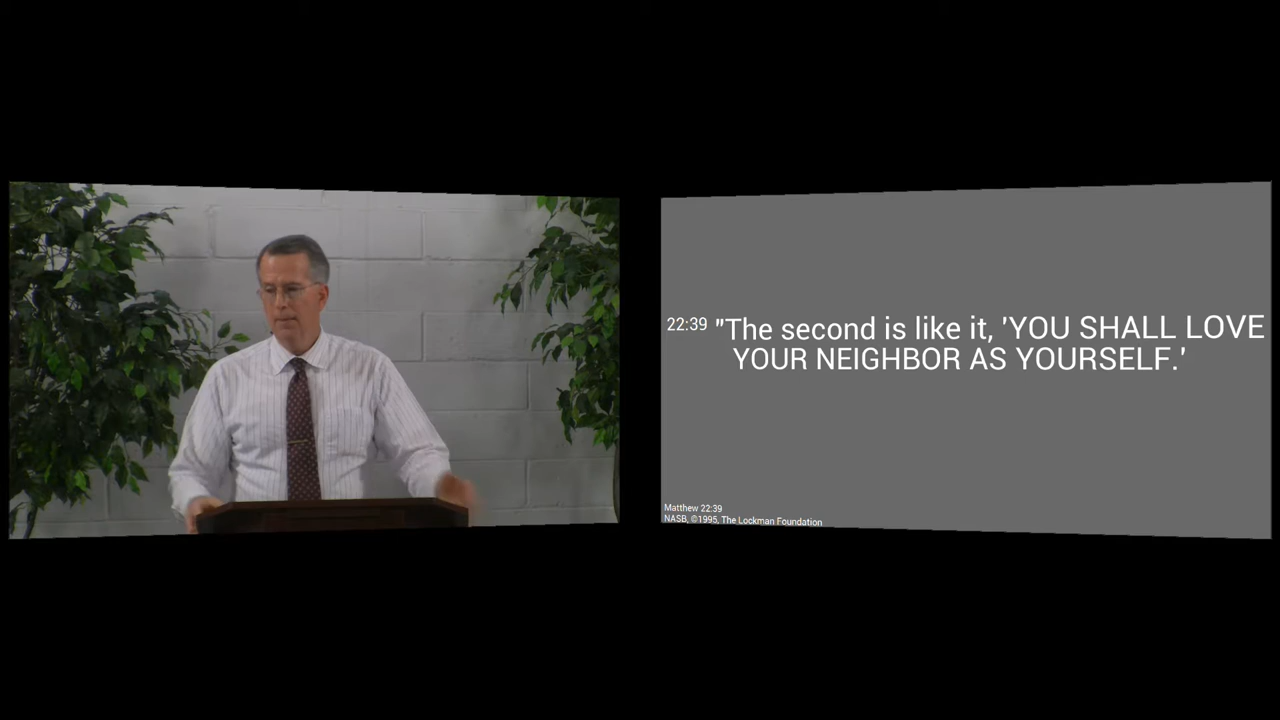 22:39 "The second is like it, 'YOU SHALL LOVE
YOUR NEIGHBOR AS YOURSELF.'
Matthew 22:39
NASB, ©1995, The Lockman Foundation